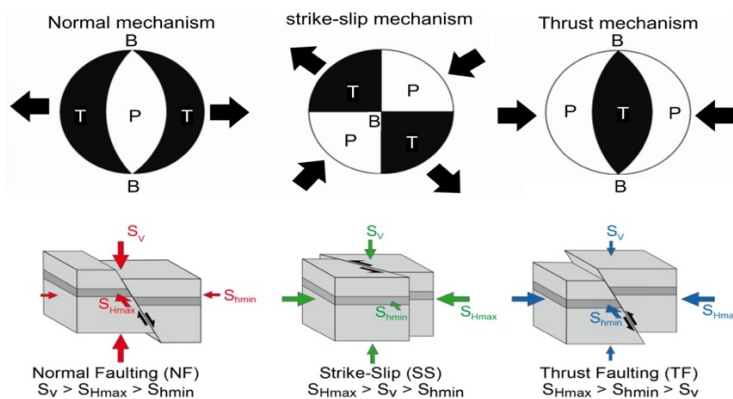 Normal mechanism
B
T P T
B
strike-slip mechanism
T P
B
P T
Thrust mechanism
B
P T P
B
Sv
SHmax
Shmin
Normal Faulting (NF)
Sv > SHmax > Shmin
Sv
Shmin
SHmax
Strike-Slip (SS)
SHmax > Sv > Shmin
Sv
Shmin
SHmax
Thrust Faulting (TF)
SHmax > Shmin > Sv